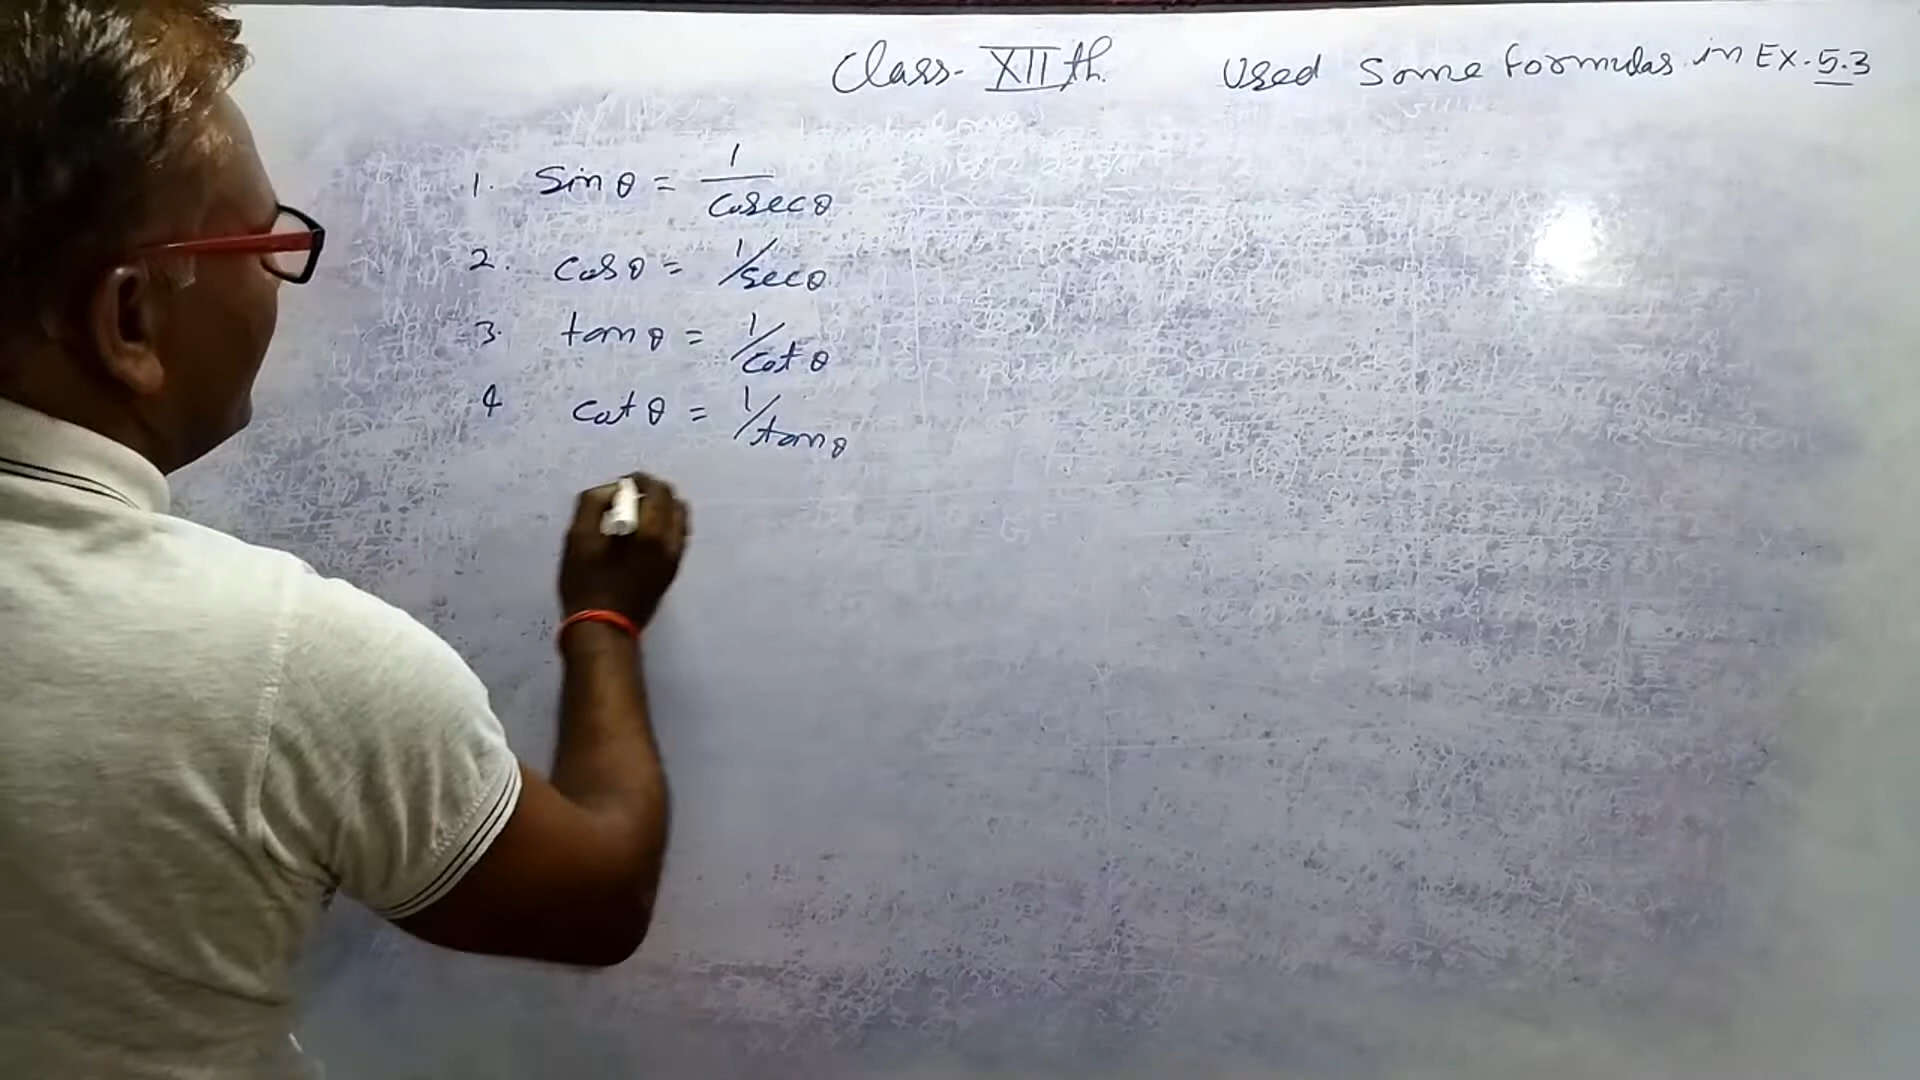 Class- XIIth. Used Some formulas in EX. 5.3
1. Sin θ = 1/cosec θ
2. cos θ = 1/sec θ
3. tan θ = 1/cot θ
4 cot θ = 1/tan θ